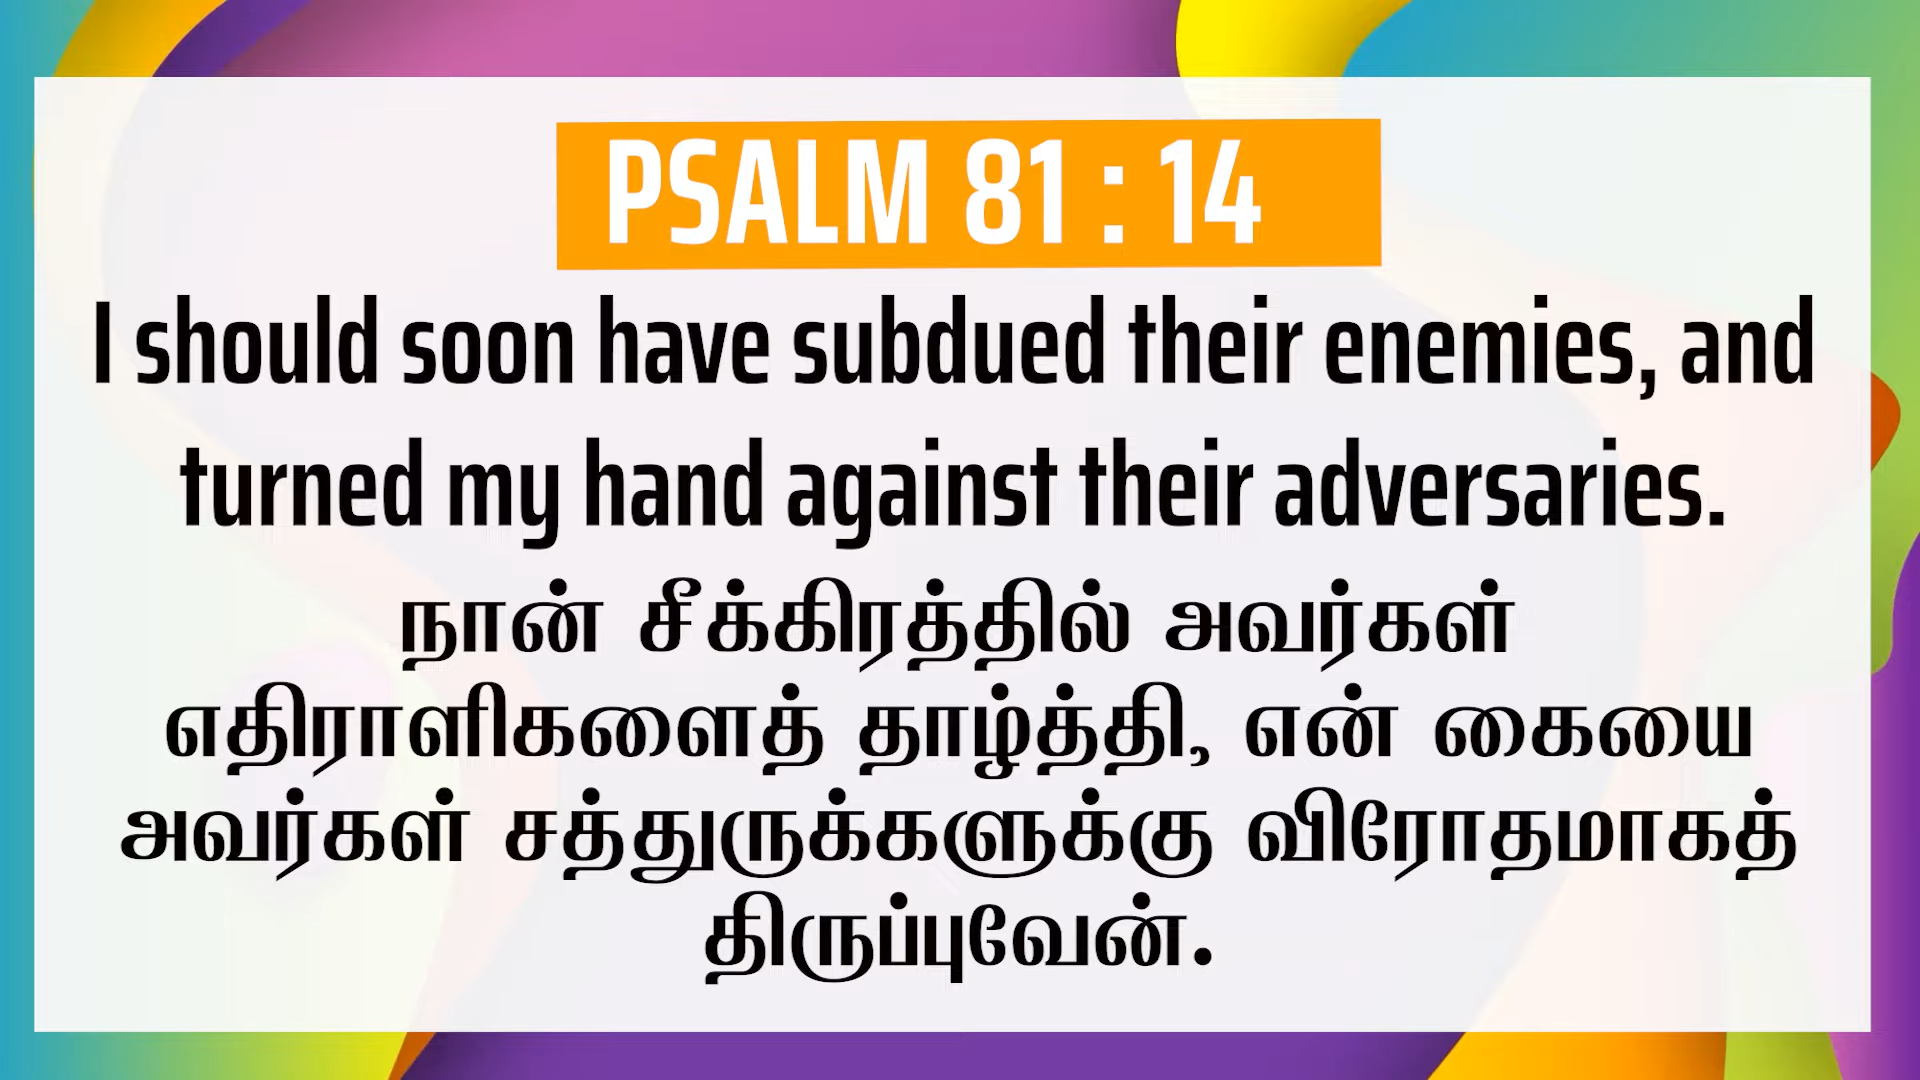 PSALM 81 : 14
I should soon have subdued their enemies, and
turned my hand against their adversaries.
நான் சீக்கிரத்தில் அவர்கள்
எதிராளிகளைத் தாழ்த்தி, என் கையை
அவர்கள் சத்துருக்களுக்கு விரோதமாகத்
திருப்புவேன்.